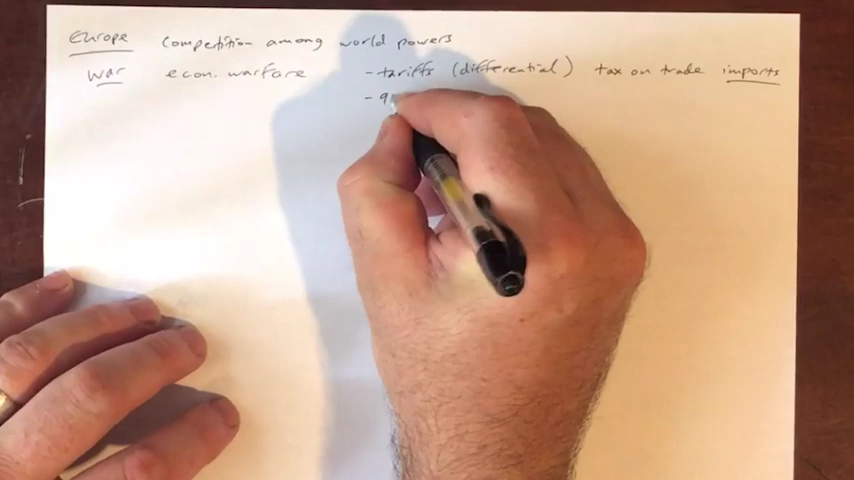 Europe competition among world powers
war econ. warfare - tariffs (differential) tax on trade imports
- q